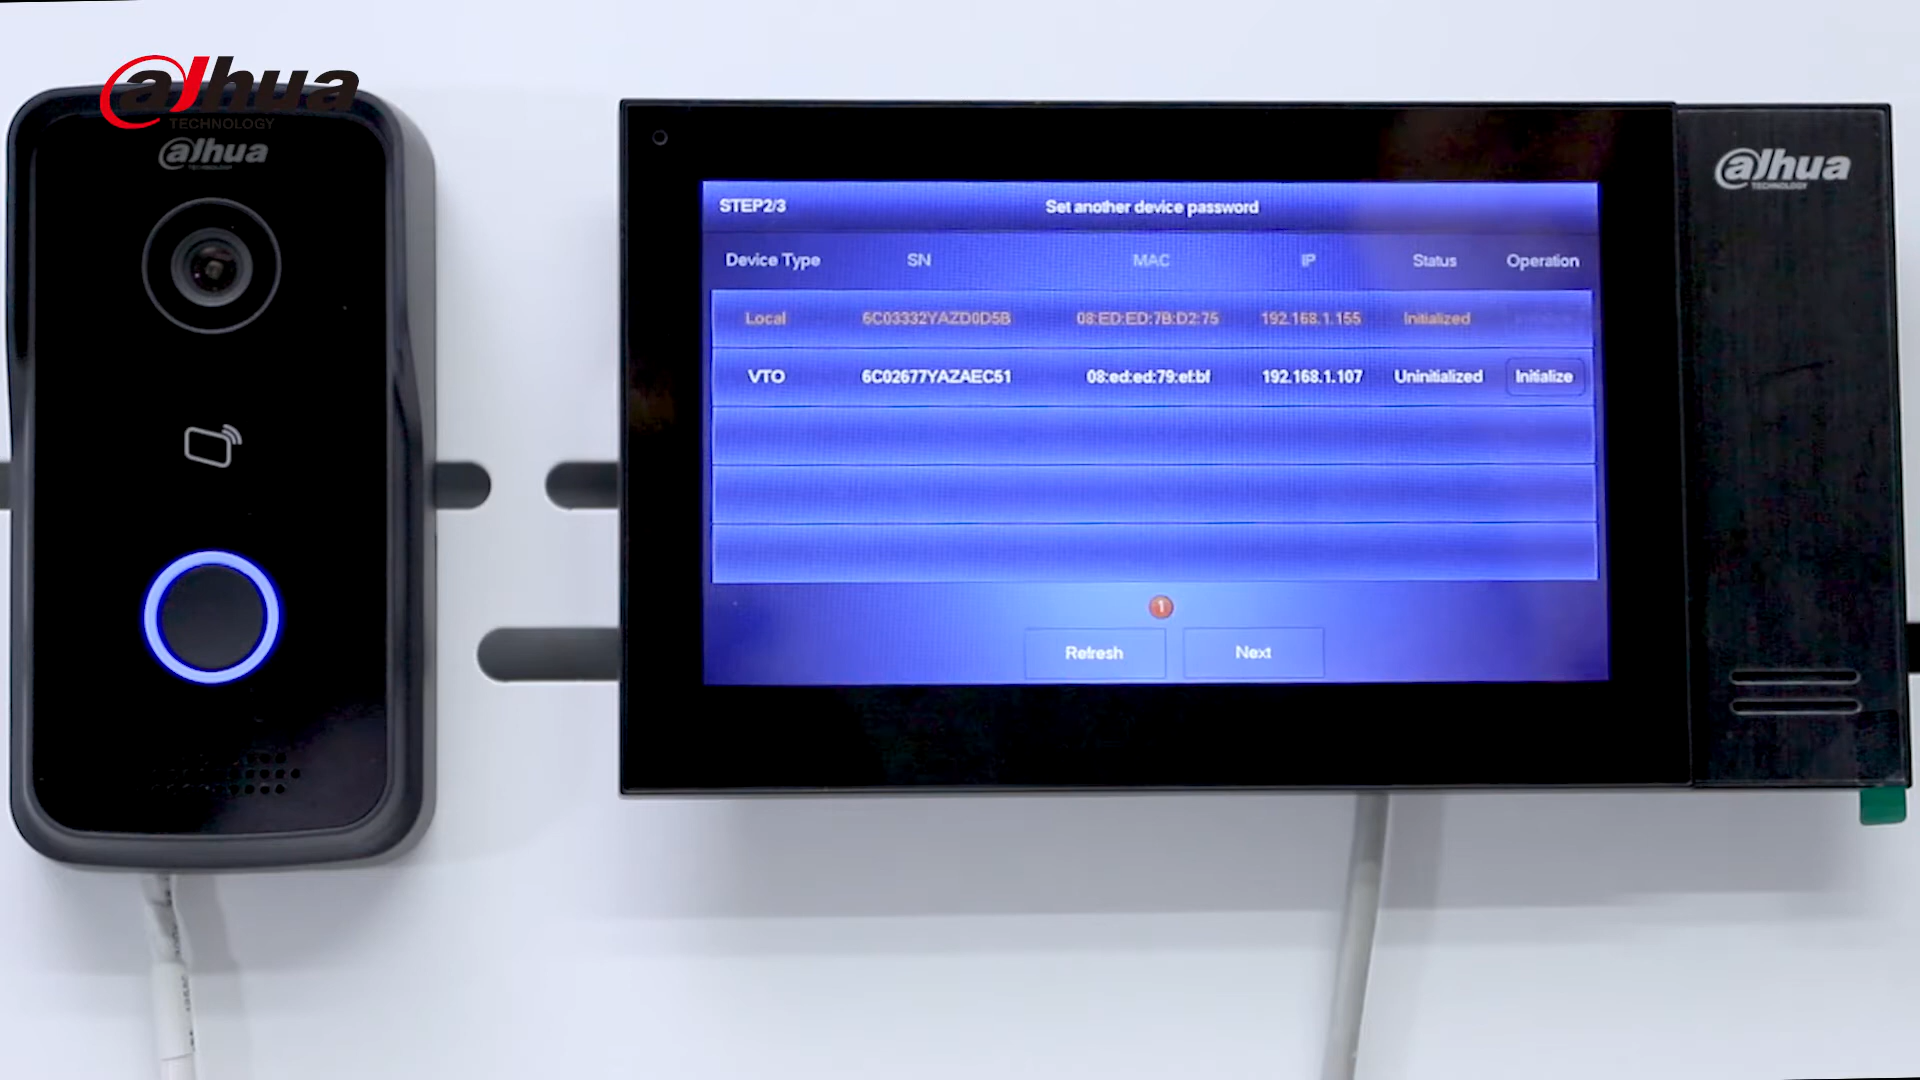 alhua
TECHNOLOGY
alhua
TECHNOLOGY
alhua
TECHNOLOGY
STEP2/3 Set another device password
Device Type SN MAC IP Status Operation
Local 6C03332YAZD0D5B 08:ED:ED:7B:D2:75 192.168.1.155 Initialized
VTO 6C02677YAZAEC51 08:ed:ed:79:ef:bf 192.168.1.107 Uninitialized Initialize
1
Refresh Next